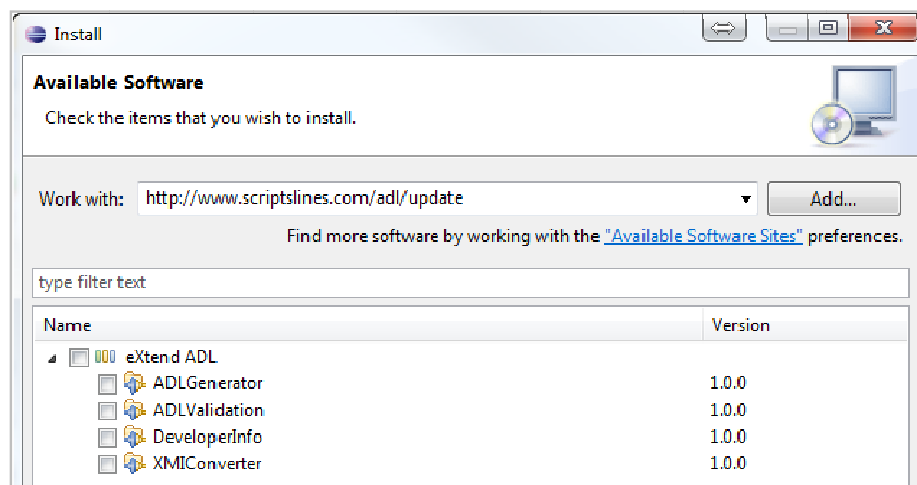 Install
Available Software
Check the items that you wish to install.
Work with: http://www.scriptslines.com/adl/update Add...
Find more software by working with the "Available Software Sites" preferences.
type filter text
Name Version
eXtend ADL
ADLGenerator 1.0.0
ADLValidation 1.0.0
DeveloperInfo 1.0.0
XMIConverter 1.0.0